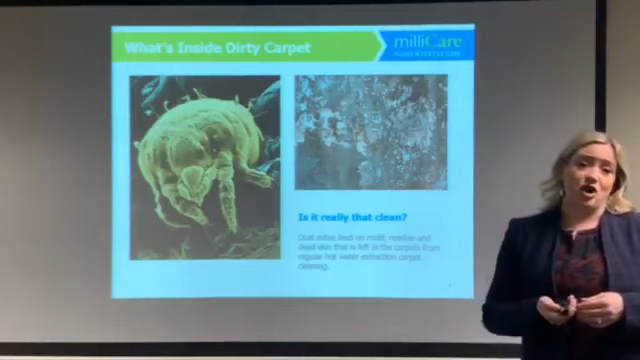 What's Inside Dirty Carpet
milliCare
Is it really that clean?
Dust mites feed on mold, residue and
dead skin that is left in the carpets from
regular hot water extraction carpet
cleaning.